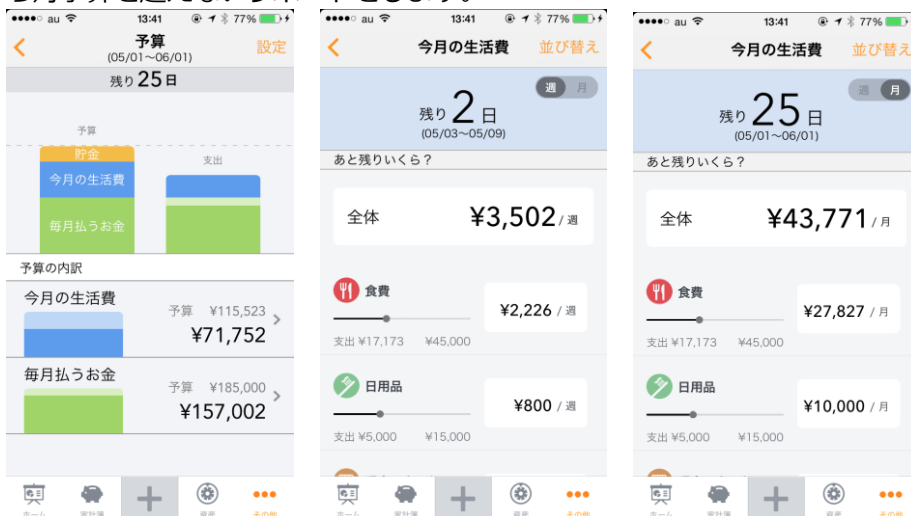 ●●●●○ au 13:41 77%
予算
(05/01〜06/01)
設定
残り25日
予算
貯金
今月の生活費
毎月払うお金
支出
予算の内訳
今月の生活費
予算 ¥115,523
¥71,752
毎月払うお金
予算 ¥185,000
¥157,002
資産
●●●●○ au 13:41 77%
今月の生活費 並び替え
週 月
残り2日
(05/03〜05/09)
あと残りいくら?
全体 ¥3,502/週
食費
¥2,226 / 週
支出 ¥17,173 ¥45,000
日用品
¥800 / 週
支出 ¥5,000 ¥15,000
●●●●○ au 13:41 77%
今月の生活費 並び替え
週 月
残り25日
(05/01〜06/01)
あと残りいくら?
全体 ¥43,771/月
食費
¥27,827 / 月
支出 ¥17,173 ¥45,000
日用品
¥10,000 / 月
支出 ¥5,000 ¥15,000